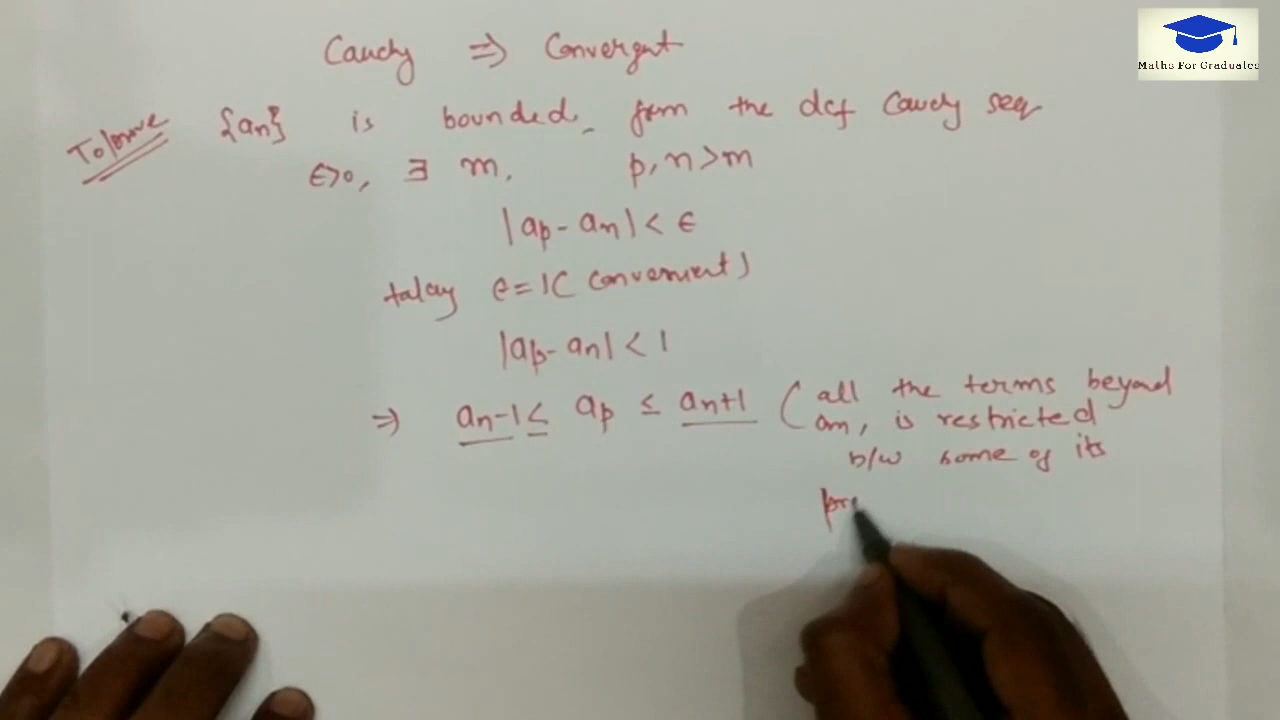 Cauchy ⇒ Convergent
To prove {an} is bounded, from the def Cauchy seq
ϵ>0, ∃ m, p, n > m
|ap - an| < ϵ
taking ϵ = 1 ( convenient )
|ap - an| < 1
⇒ an-1 ≤ ap ≤ an+1 ( all the terms beyond
am, is restricted
b/w some of its
pre
Maths For Graduates